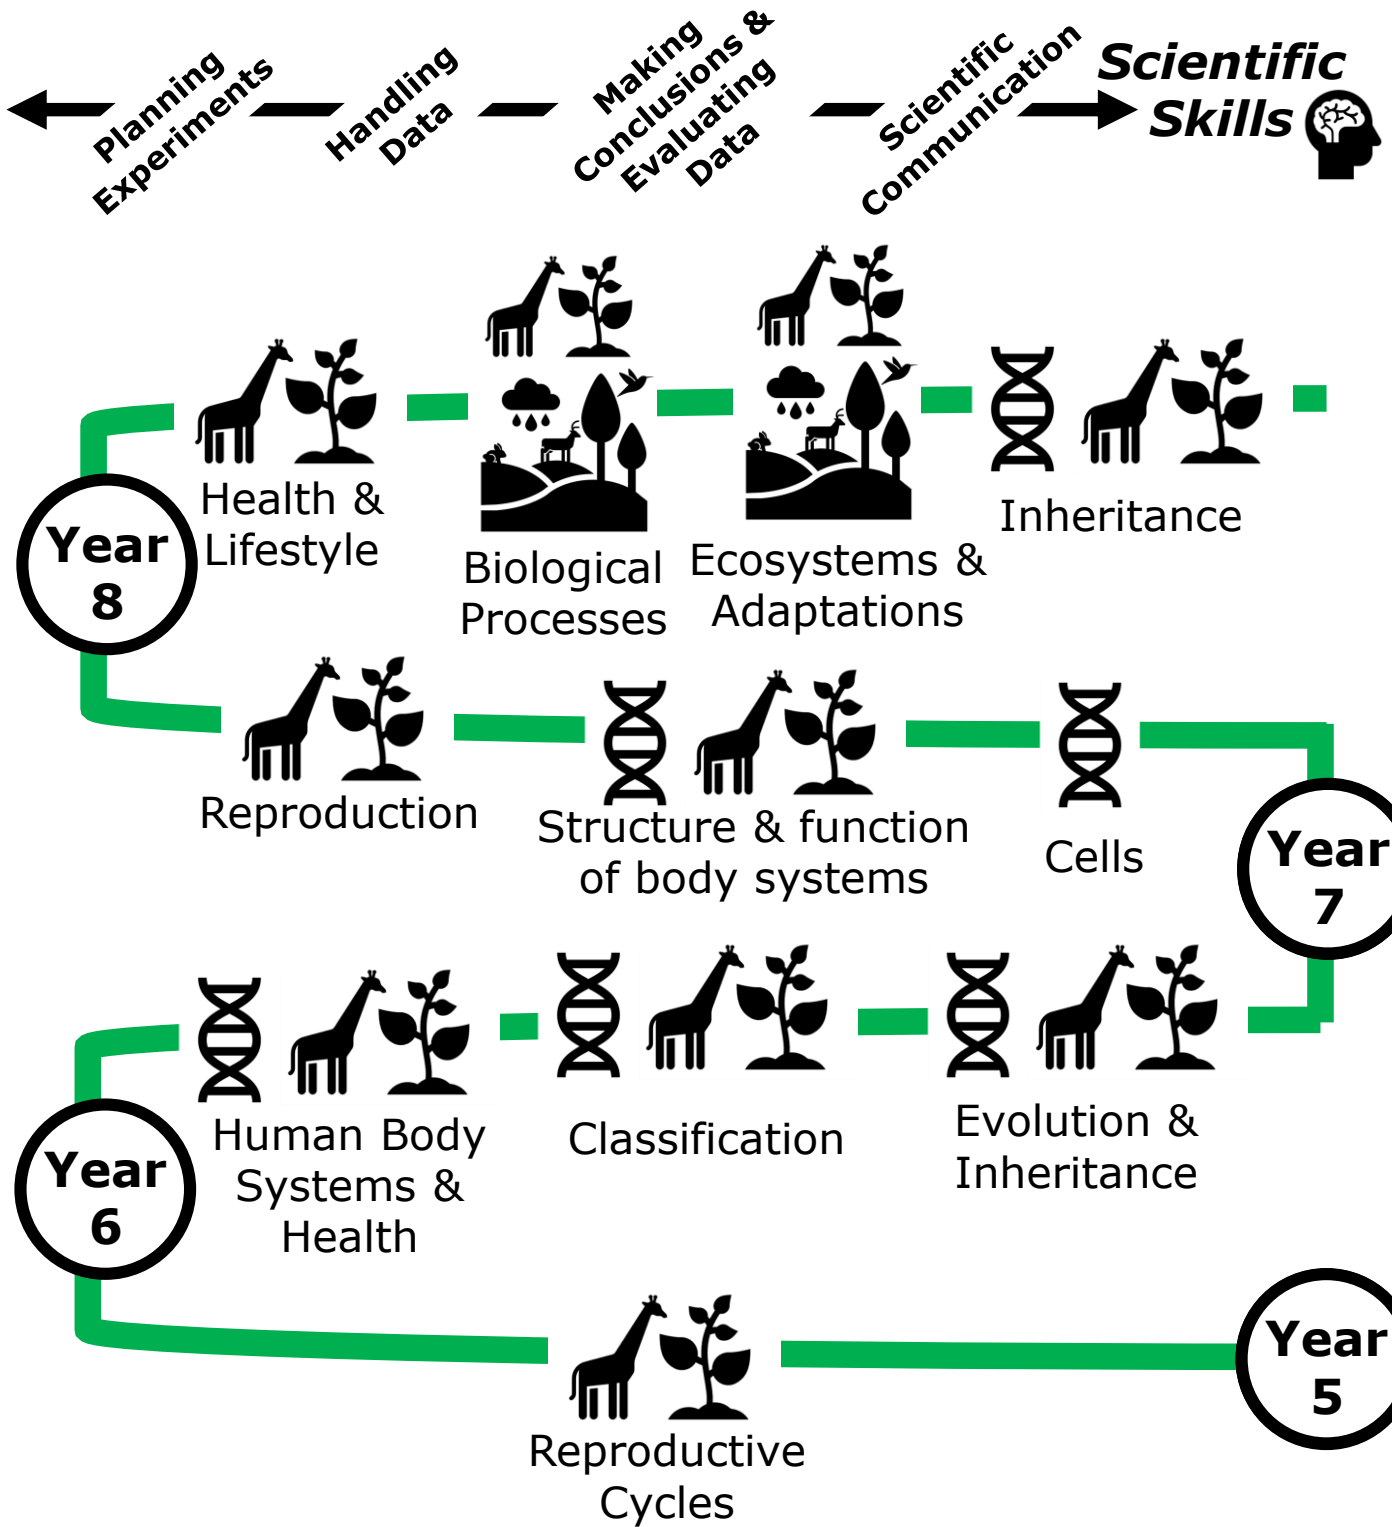 Planning
Experiments
Handling
Data
Making
Conclusions &
Evaluating
Data
Scientific
Communication
Scientific
Skills
Health &
Lifestyle
Biological
Processes
Ecosystems &
Adaptations
Inheritance
Year
8
Reproduction
Structure & function
of body systems
Cells
Year
7
Human Body
Systems &
Health
Classification
Evolution &
Inheritance
Year
6
Reproductive
Cycles
Year
5